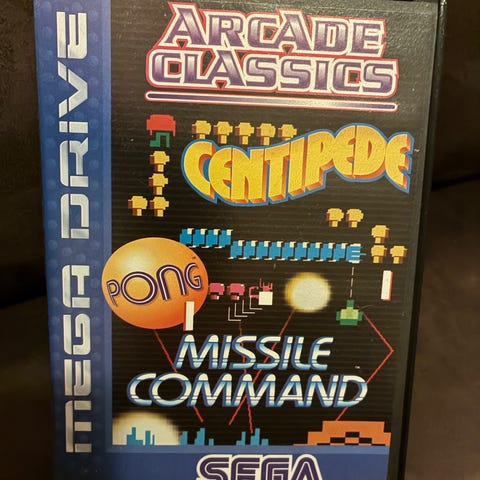 MEGA DRIVE
ARCADE
CLASSICS
CENTIPEDE
PONG
MISSILE
COMMAND
SEGA